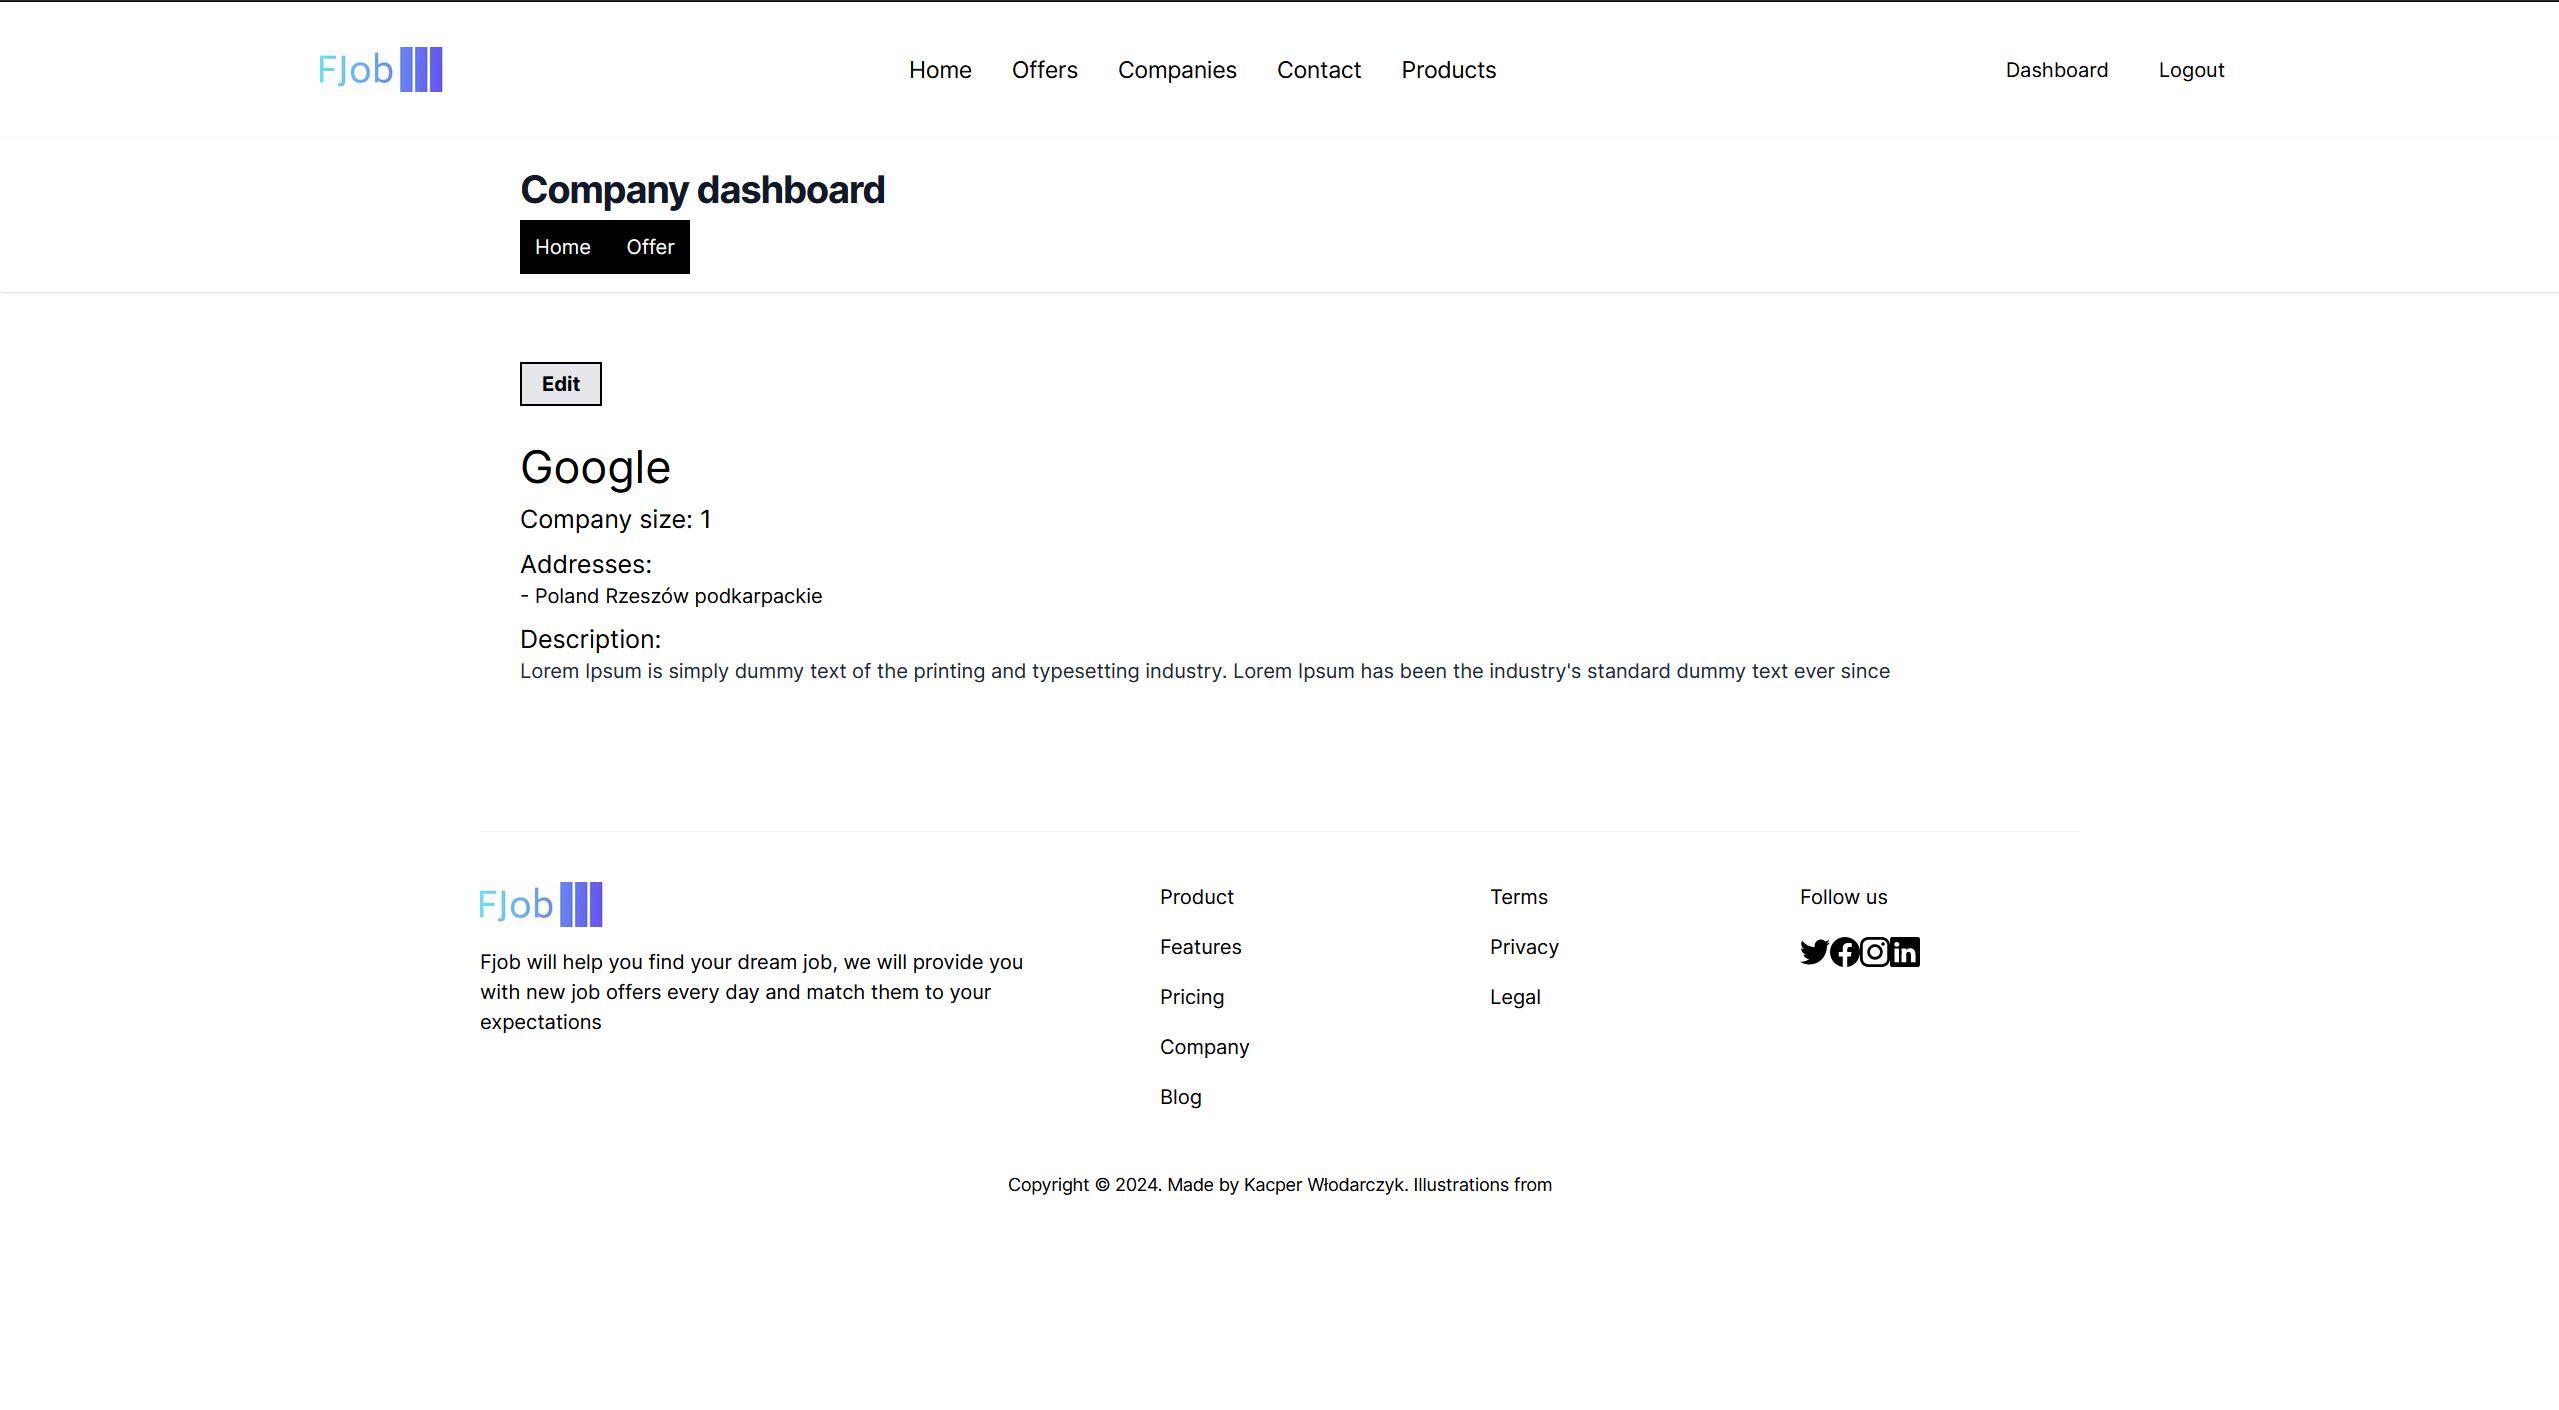 FJob
Home Offers Companies Contact Products
Dashboard Logout
Company dashboard
Home Offer
Edit
Google
Company size: 1
Addresses:
- Poland Rzeszów podkarpackie
Description:
Lorem Ipsum is simply dummy text of the printing and typesetting industry. Lorem Ipsum has been the industry's standard dummy text ever since
FJob
Fjob will help you find your dream job, we will provide you
with new job offers every day and match them to your
expectations
Product
Features
Pricing
Company
Blog
Terms
Privacy
Legal
Follow us
Copyright © 2024. Made by Kacper Włodarczyk. Illustrations from